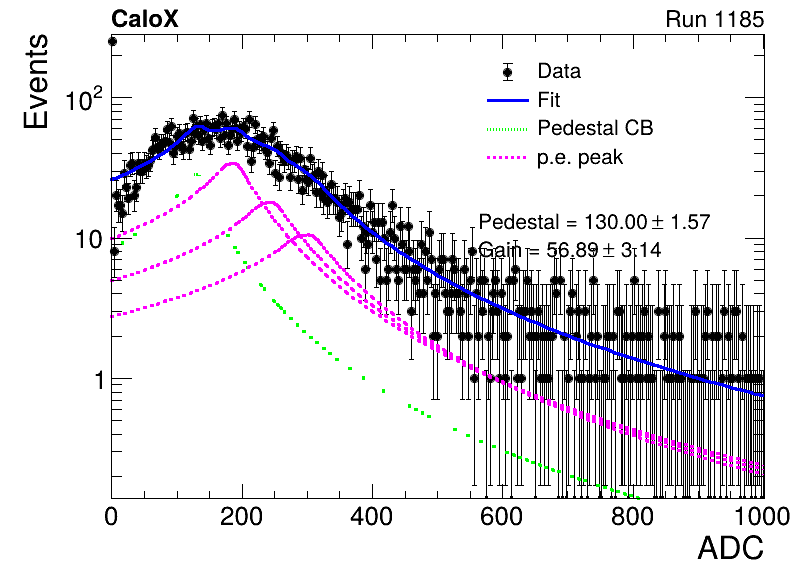 CaloX Run 1185
Events
Data
Fit
Pedestal CB
p.e. peak
Pedestal = 130.00 ± 1.57
Gain = 56.89 ± 3.14
10²
10
1
0 200 400 600 800 1000
ADC